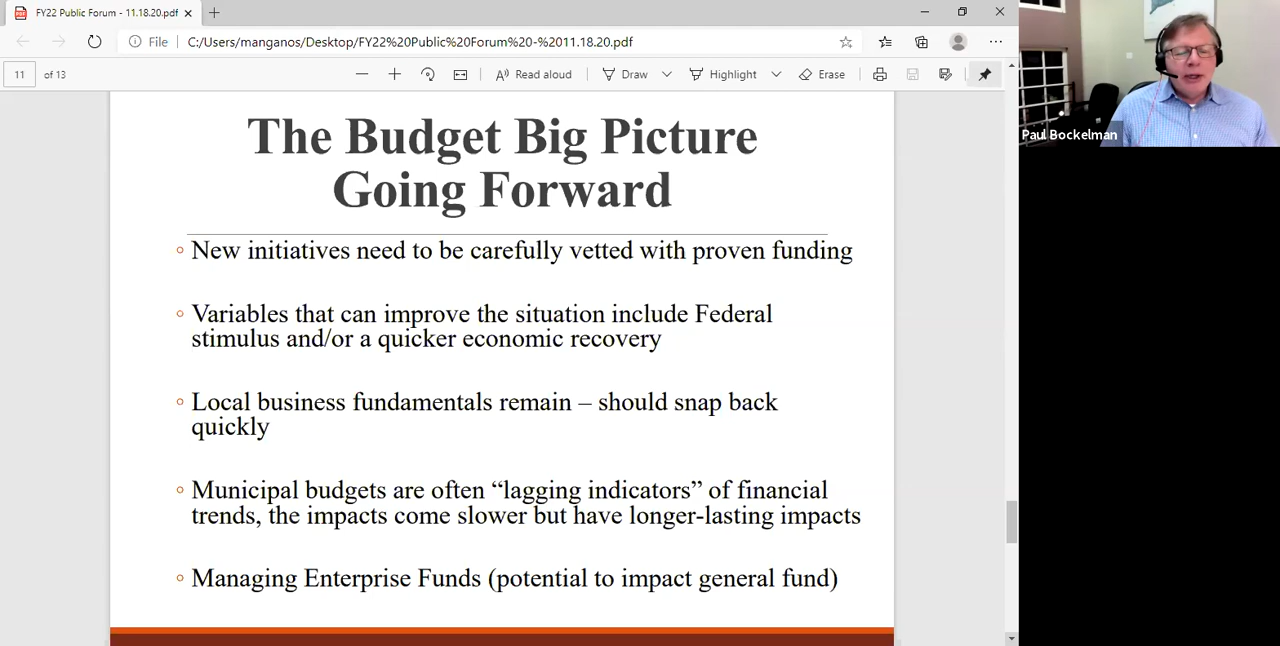 FY22 Public Forum - 11.18.20.pdf
File C:/Users/manganos/Desktop/FY22%20Public%20Forum%20-%2011.18.20.pdf
11 of 13 Read aloud Draw Highlight Erase
Paul Bockelman
The Budget Big Picture
Going Forward
New initiatives need to be carefully vetted with proven funding
Variables that can improve the situation include Federal
stimulus and/or a quicker economic recovery
Local business fundamentals remain – should snap back
quickly
Municipal budgets are often “lagging indicators” of financial
trends, the impacts come slower but have longer-lasting impacts
Managing Enterprise Funds (potential to impact general fund)